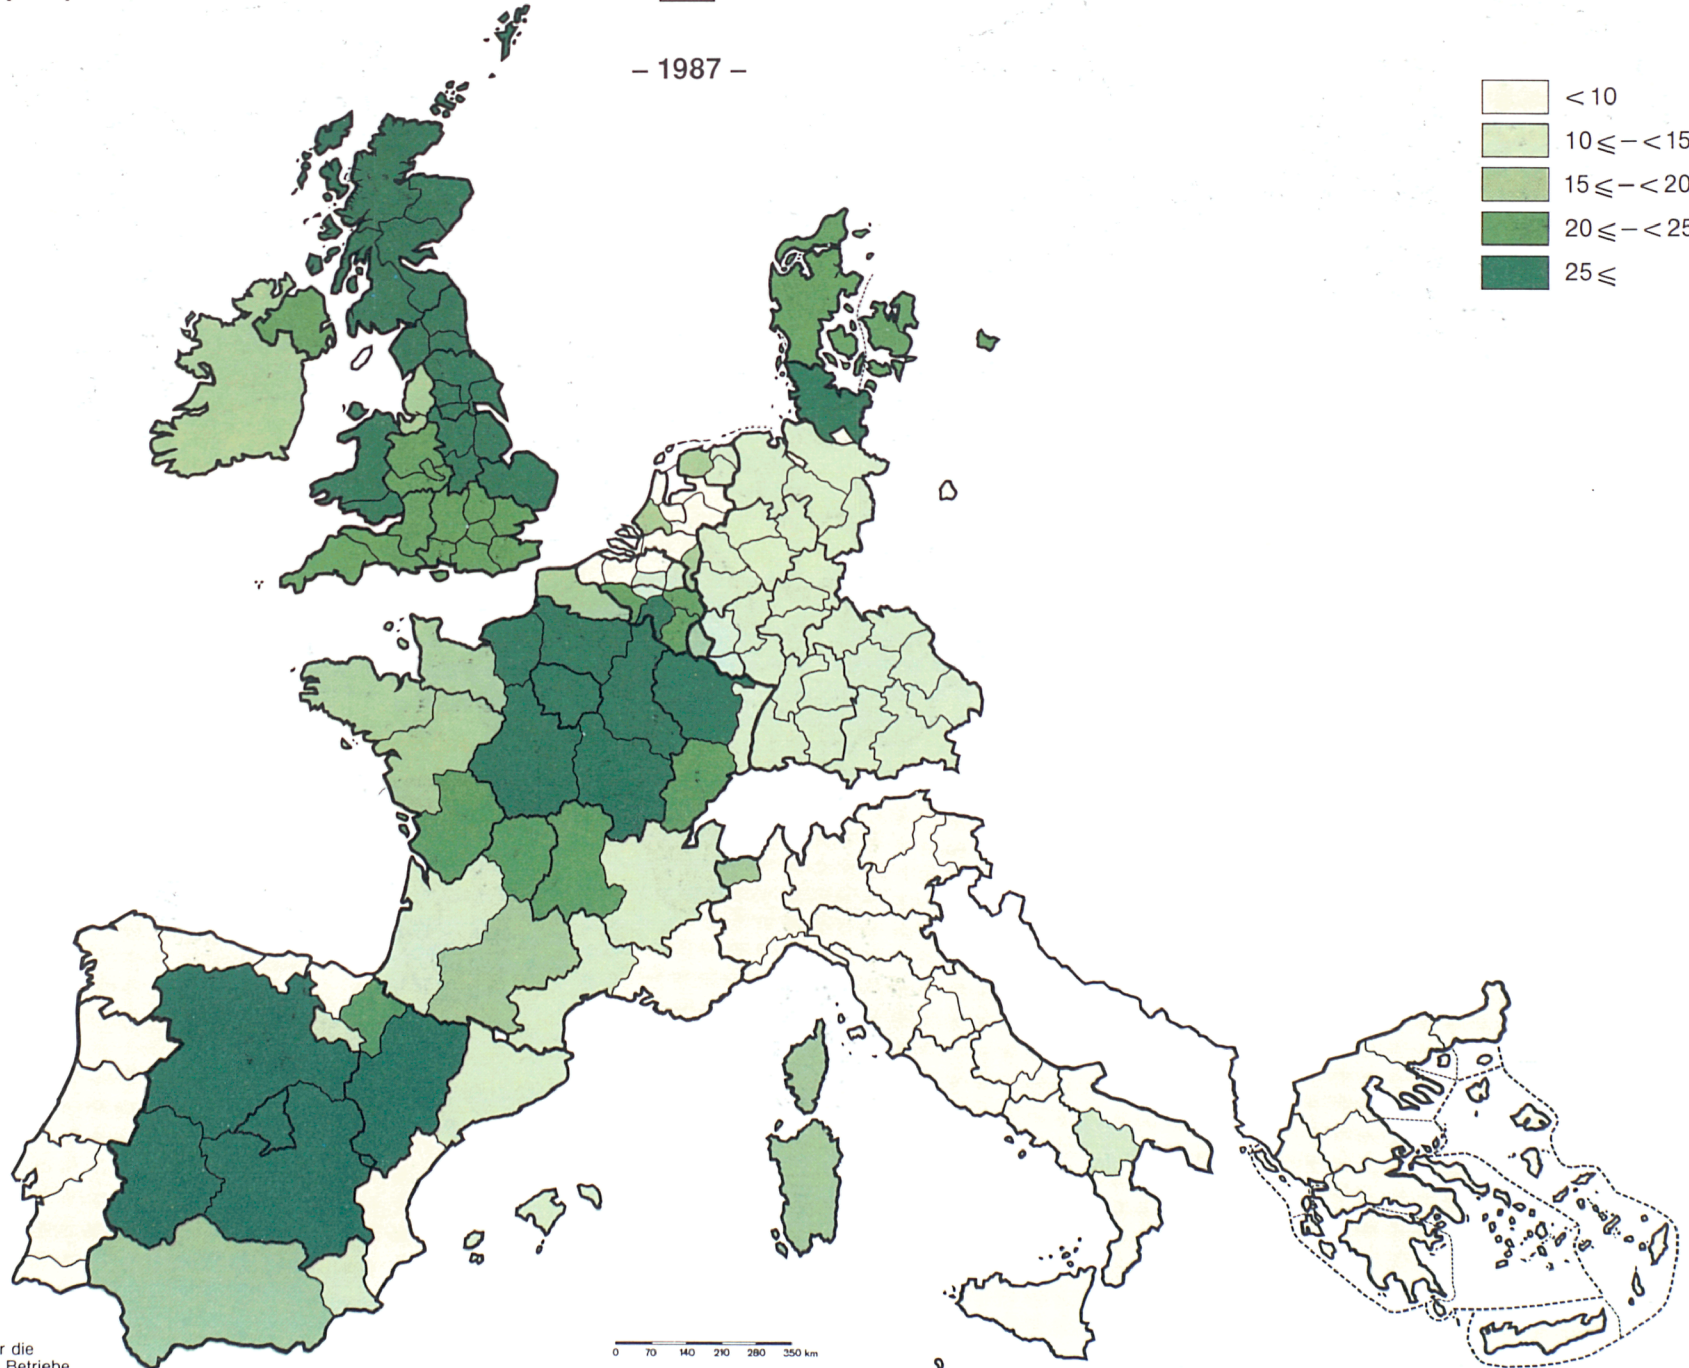 – 1987 –
< 10
10 ⩽ – < 15
15 ⩽ – < 20
20 ⩽ – < 25
25 ⩽
r die
Betriebe
0 70 140 210 280 350 km